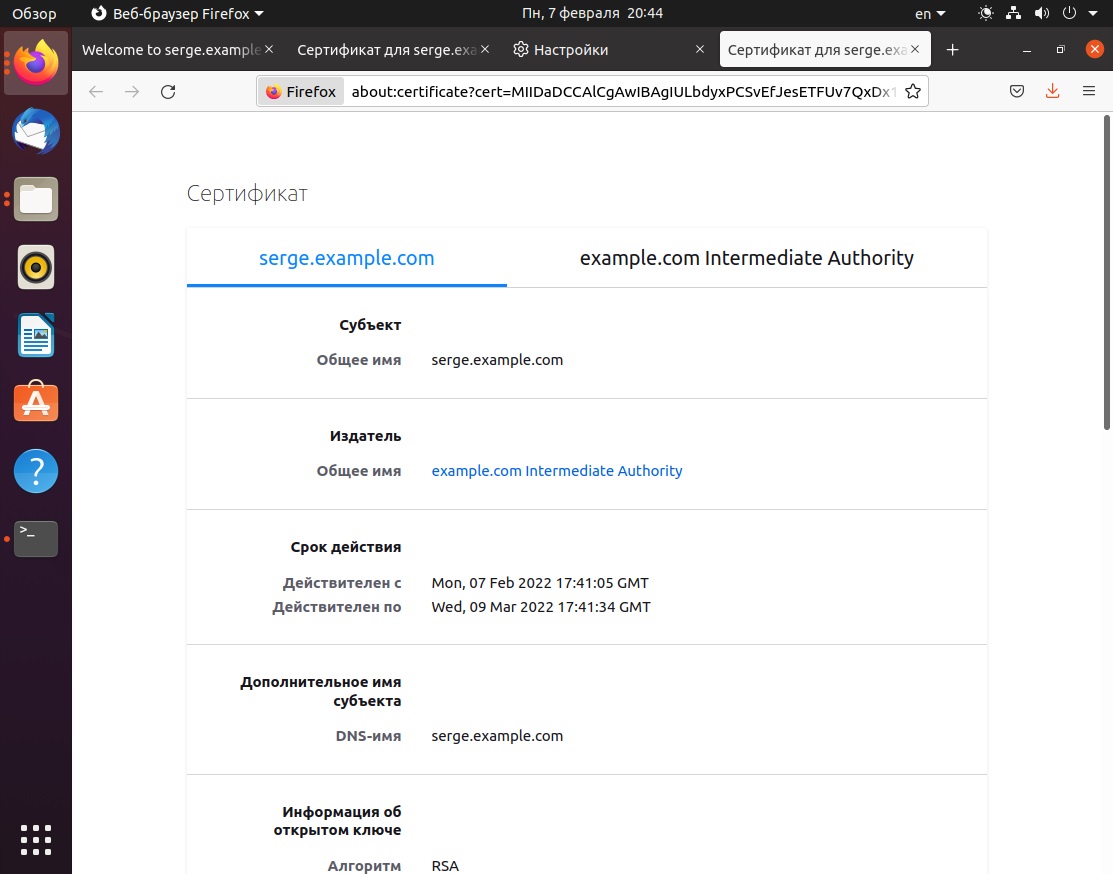 Обзор Веб-браузер Firefox Пн, 7 февраля 20:44 en
Welcome to serge.example Сертификат для serge.exa Настройки Сертификат для serge.exa
Firefox about:certificate?cert=MIIDaDCCAlCgAwIBAgIULbdyxPCSvEfJesETFUv7QxDx1
Сертификат
serge.example.com example.com Intermediate Authority
Субъект
Общее имя serge.example.com
Издатель
Общее имя example.com Intermediate Authority
Срок действия
Действителен с Mon, 07 Feb 2022 17:41:05 GMT
Действителен по Wed, 09 Mar 2022 17:41:34 GMT
Дополнительное имя
субъекта
DNS-имя serge.example.com
Информация об
открытом ключе
Алгоритм RSA